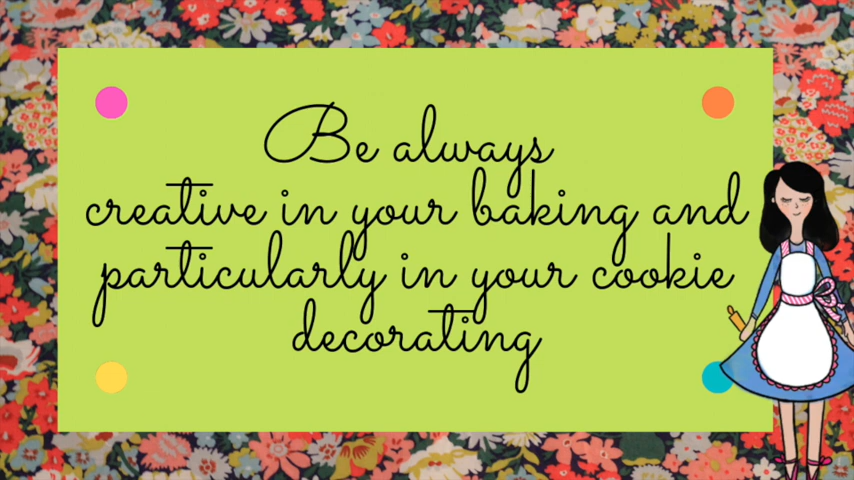 Be always
creative in your baking and
particularly in your cookie
decorating